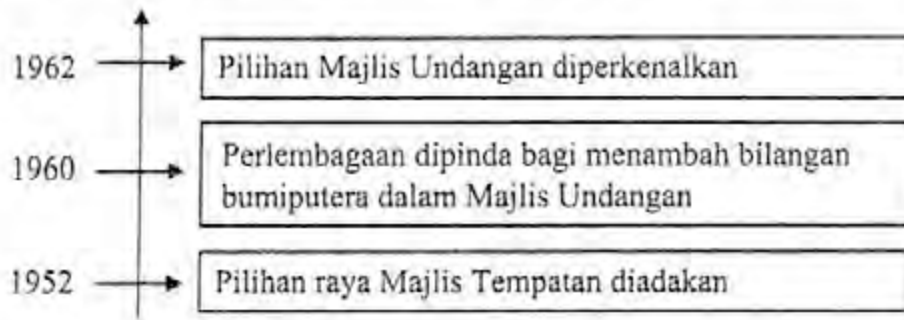 1962 Pilihan Majlis Undangan diperkenalkan
1960 Perlembagaan dipinda bagi menambah bilangan
bumiputera dalam Majlis Undangan
1952 Pilihan raya Majlis Tempatan diadakan